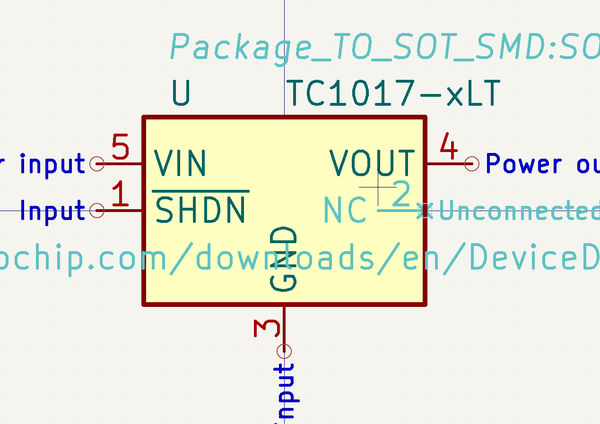 Package_TO_SOT_SMD:SO
U TC1017-xLT
r input 5 VIN VOUT 4 Power ou
Input 1 SHDN NC 2 Unconnected
ochip.com/downloads/en/DeviceD
GND
3
Input